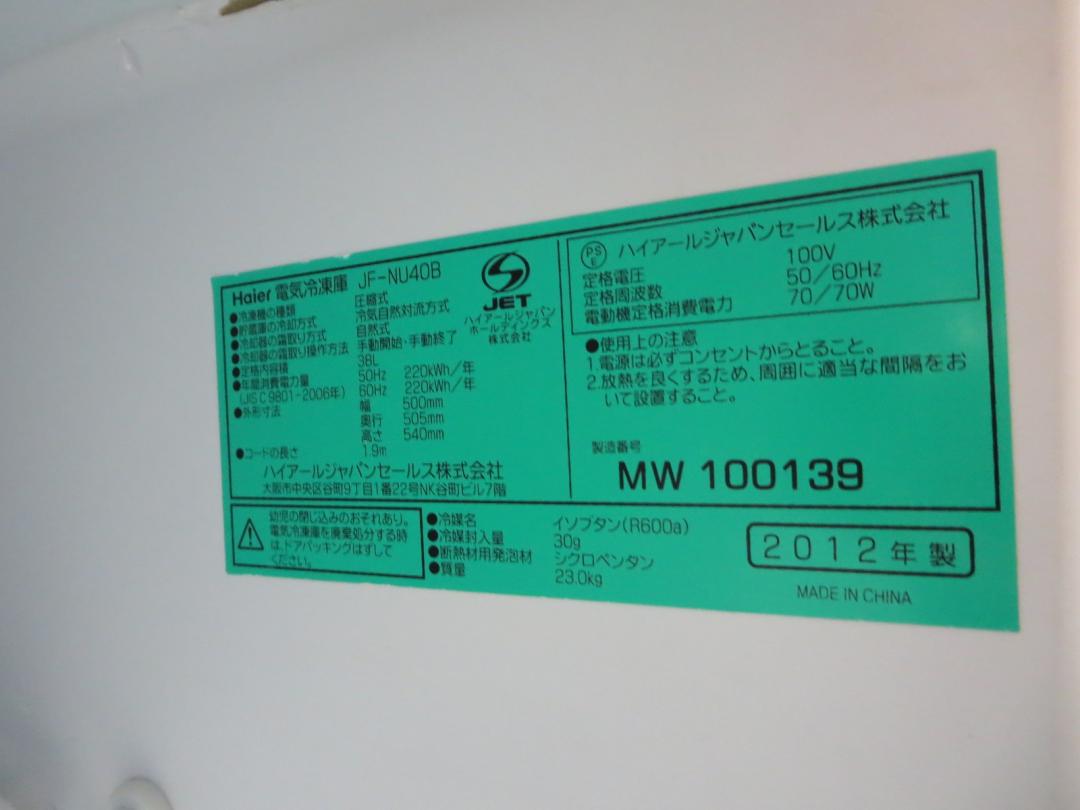 Haier 電気冷凍庫 JF-NU40B
●冷凍機の種類 圧縮式
●貯蔵庫の冷却方式 冷気自然対流方式
●冷却器の霜取り方式 自然式
●冷却器の霜取り操作方法 手動開始・手動終了
●定格内容積 38L
●年間消費電力量 50Hz 220kWh/年
(JIS C 9801-2006年) 60Hz 220kWh/年
●外形寸法 幅 500mm
奥行 505mm
高さ 540mm
●コードの長さ 1.9m
ハイアールジャパンセールス株式会社
大阪市中央区谷町9丁目1番22号NK谷町ビル7階
JET
ハイアールジャパン
ホールディングス
株式会社
PS
E
ハイアールジャパンセールス株式会社
定格電圧 100V
定格周波数 50/60Hz
電動機定格消費電力 70/70W
●使用上の注意
1.電源は必ずコンセントからとること。
2.放熱を良くするため、周囲に適当な間隔をお
いて設置すること。
製造番号
MW 100139
幼児の閉じ込みのおそれあり。
電気冷凍庫を廃棄処分する時
は、ドアパッキングはずして
ください。
●冷媒名 イソブタン(R600a)
●冷媒封入量 30g
●断熱材用発泡材 シクロペンタン
●質量 23.0kg
2012年製
MADE IN CHINA